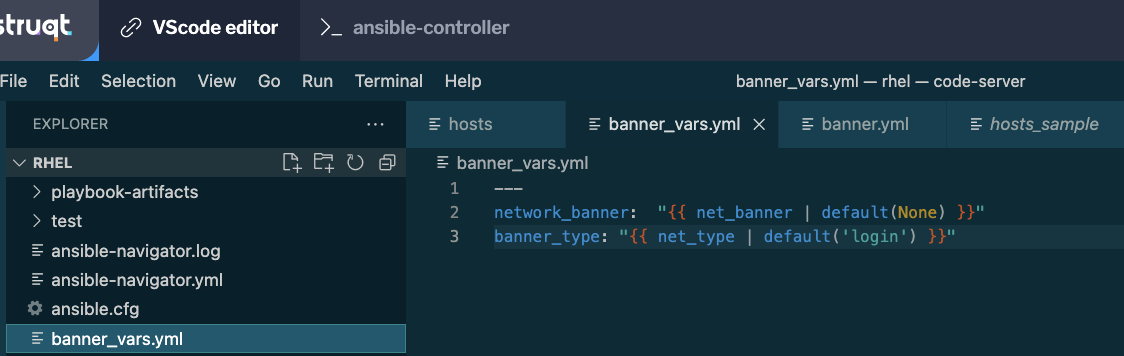 struqt
VScode editor
>_ ansible-controller
File Edit Selection View Go Run Terminal Help
banner_vars.yml — rhel — code-server
EXPLORER ...
RHEL
playbook-artifacts
test
ansible-navigator.log
ansible-navigator.yml
ansible.cfg
banner_vars.yml
hosts banner_vars.yml banner.yml hosts_sample
banner_vars.yml
1 ---
2 network_banner:  "{{ net_banner | default(None) }}"
3 banner_type: "{{ net_type | default('login') }}"